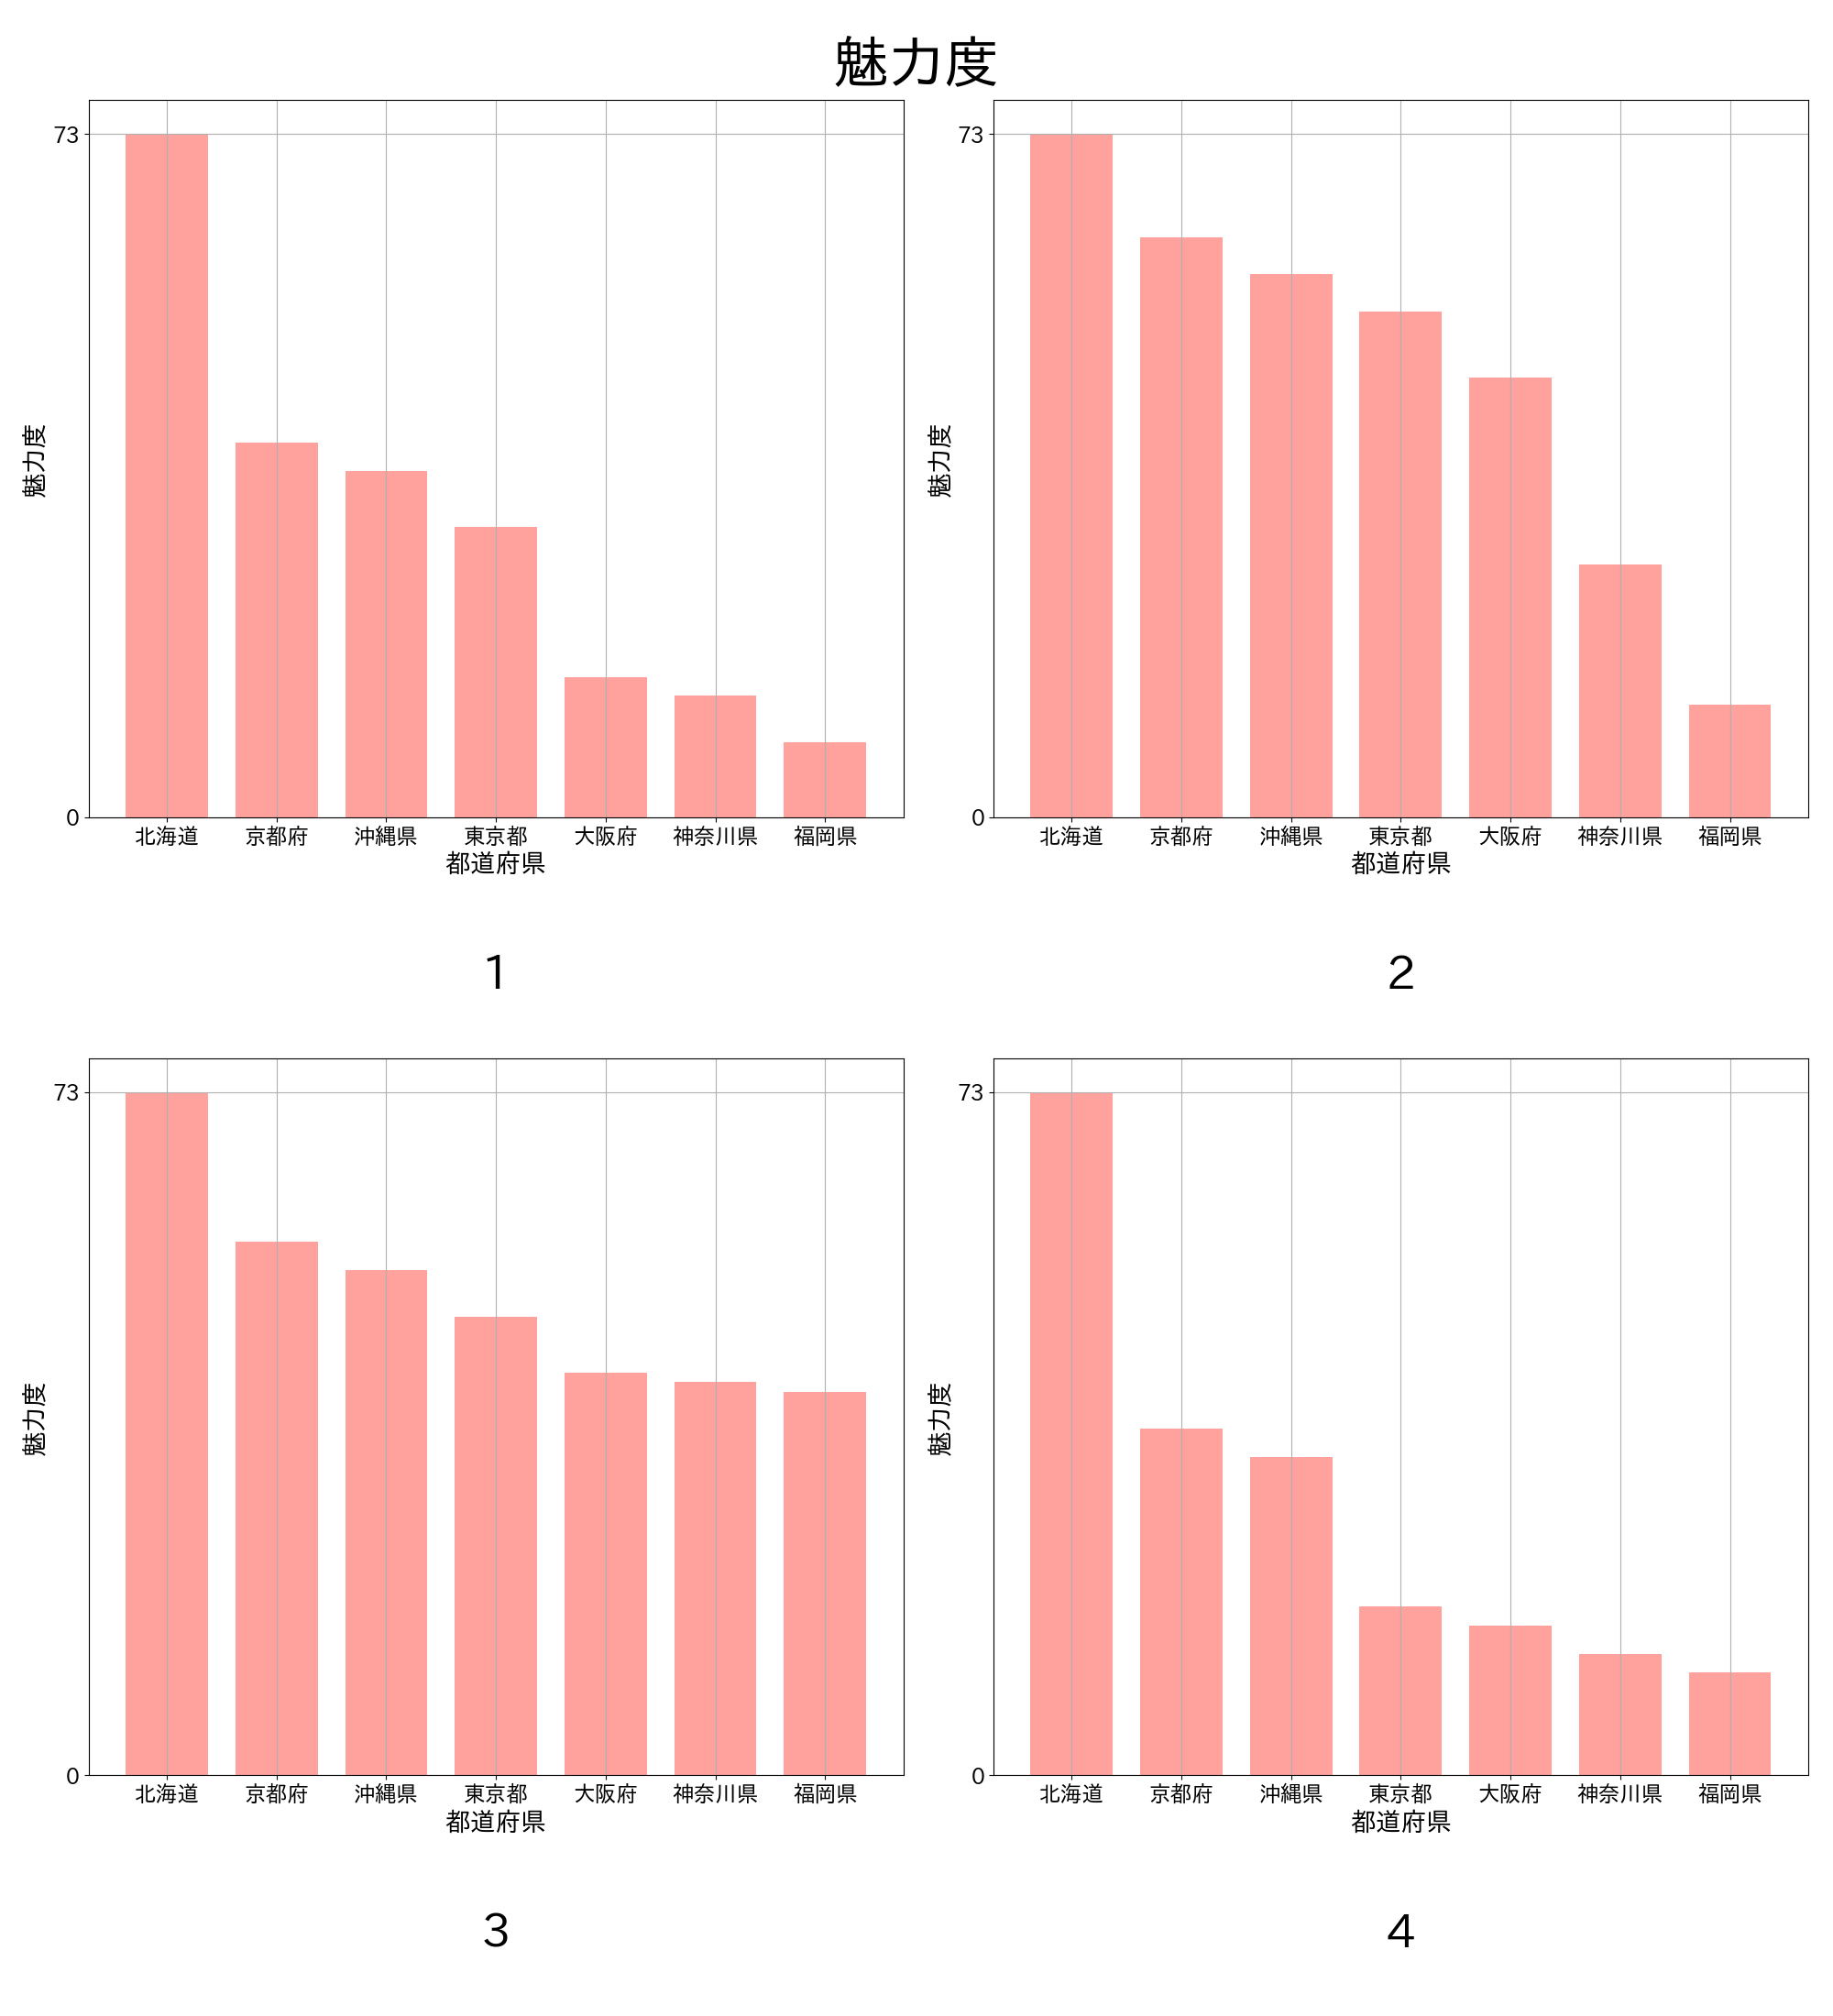 魅力度
73
0
魅力度
北海道 京都府 沖縄県 東京都 大阪府 神奈川県 福岡県
都道府県
1
73
0
魅力度
北海道 京都府 沖縄県 東京都 大阪府 神奈川県 福岡県
都道府県
2
73
0
魅力度
北海道 京都府 沖縄県 東京都 大阪府 神奈川県 福岡県
都道府県
3
73
0
魅力度
北海道 京都府 沖縄県 東京都 大阪府 神奈川県 福岡県
都道府県
4